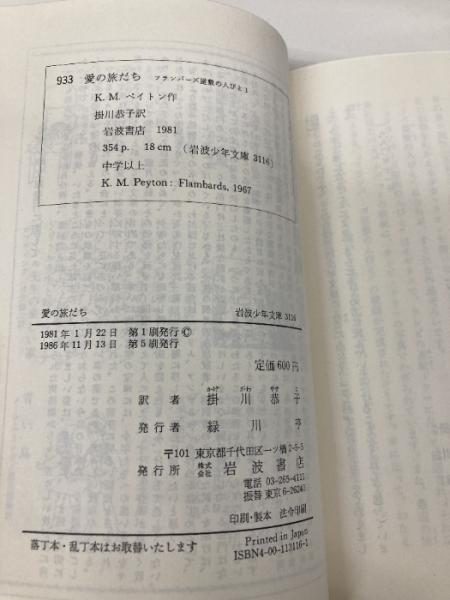 933 愛の旅だち フランバーズ屋敷の人びと1
K. M. ペイトン作
掛川恭子訳
岩波書店 1981
354 p. 18 cm (岩波少年文庫 3116)
中学以上
K. M. Peyton : Flambards, 1967
愛の旅だち 岩波少年文庫 3116
1981年1月22日 第1刷発行 ©
1986年11月13日 第5刷発行
定価 600円
かけ がわ やす こ
訳者 掛川恭子
発行者 緑川亨
〒101 東京都千代田区一ツ橋 2-5-5
発行所 株式会社 岩波書店
電話 03-265-4111
振替 東京 6-26240
印刷・製本 法令印刷
落丁本・乱丁本はお取替いたします
Printed in Japan
ISBN4-00-113116-1